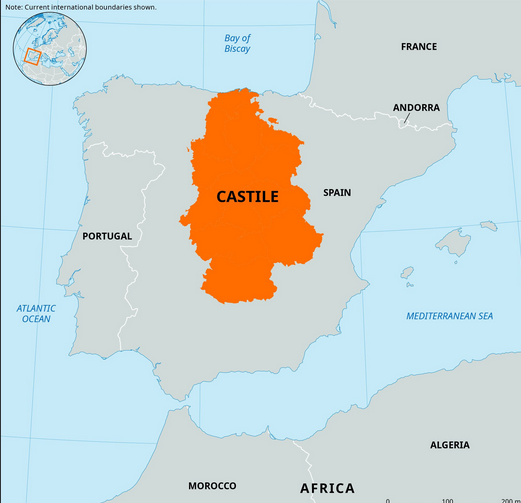 Note: Current international boundaries shown.
Bay of
Biscay
FRANCE
ANDORRA
CASTILE
SPAIN
PORTUGAL
ATLANTIC
OCEAN
MEDITERRANEAN SEA
ALGERIA
MOROCCO
AFRICA
0 100 200 m